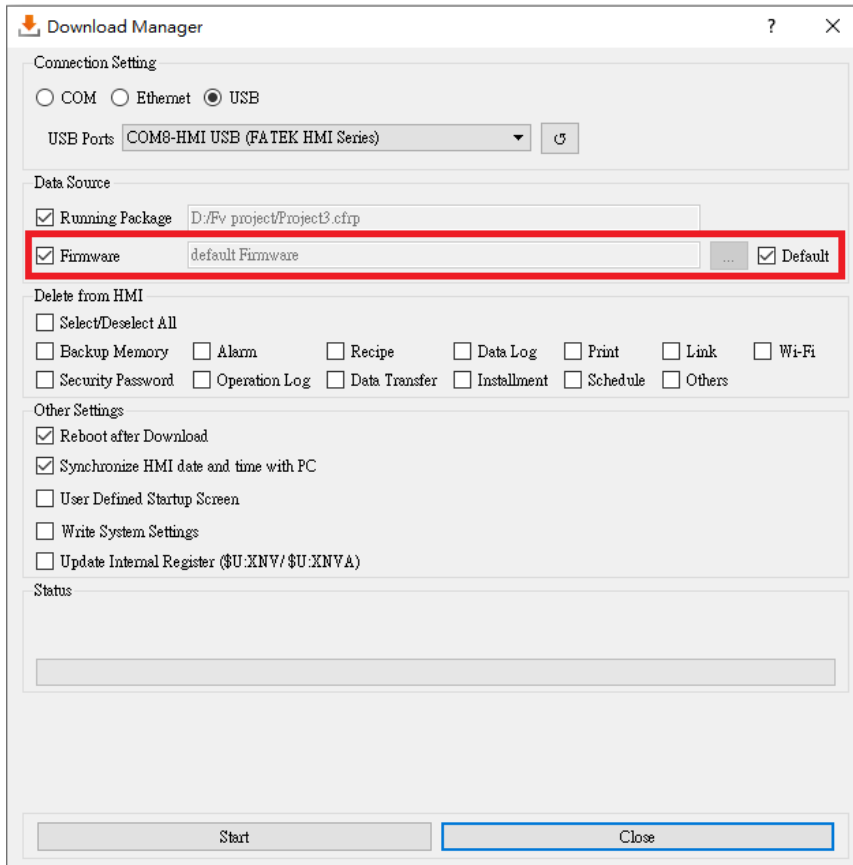 Download Manager
Connection Setting
COM Ethernet USB
USB Ports COM8-HMI USB (FATEK HMI Series)
Data Source
Running Package D:/Fv project/Project3.cfrp
Firmware default Firmware ... Default
Delete from HMI
Select/Deselect All
Backup Memory Alarm Recipe Data Log Print Link Wi-Fi
Security Password Operation Log Data Transfer Installment Schedule Others
Other Settings
Reboot after Download
Synchronize HMI date and time with PC
User Defined Startup Screen
Write System Settings
Update Internal Register ($U:XNV/ $U:XNVA)
Status
Start Close